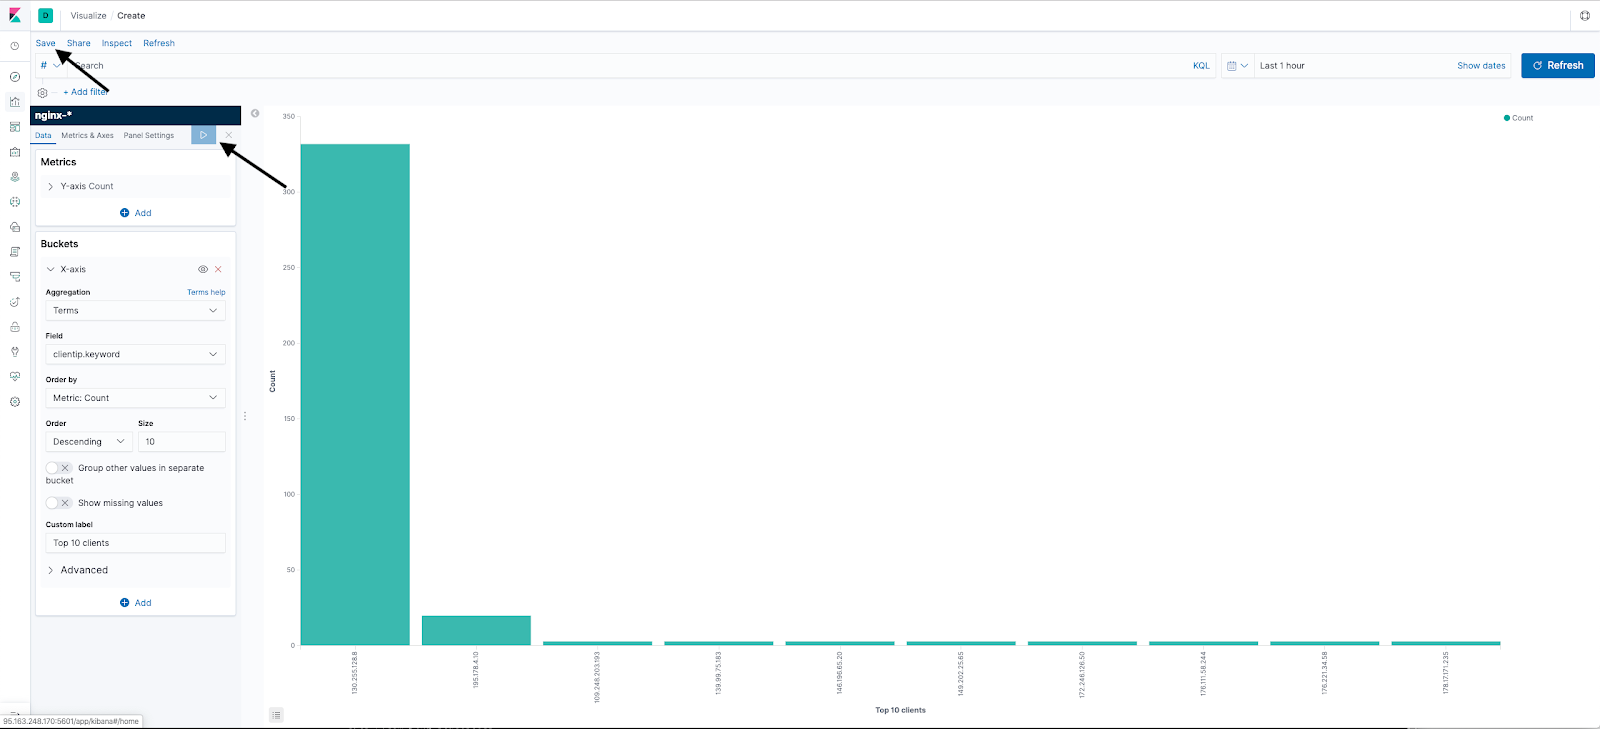 D Visualize / Create
Save Share Inspect Refresh
# Search KQL Last 1 hour Show dates Refresh
+ Add filter
nginx-*
Data Metrics & Axes Panel Settings
Metrics
Y-axis Count
Add
Buckets
X-axis
Aggregation Terms help
Terms
Field
clientip.keyword
Order by
Metric: Count
Order Size
Descending 10
Group other values in separate
bucket
Show missing values
Custom label
Top 10 clients
Advanced
Add
95.163.248.170:5601/app/kibana#/home
Count
350
300
250
200
150
100
50
0
Count
130.255.128.8
195.178.4.10
109.248.203.193
139.99.75.183
146.196.65.20
149.202.25.65
172.246.126.50
176.111.58.244
176.221.34.58
178.17.171.235
Top 10 clients